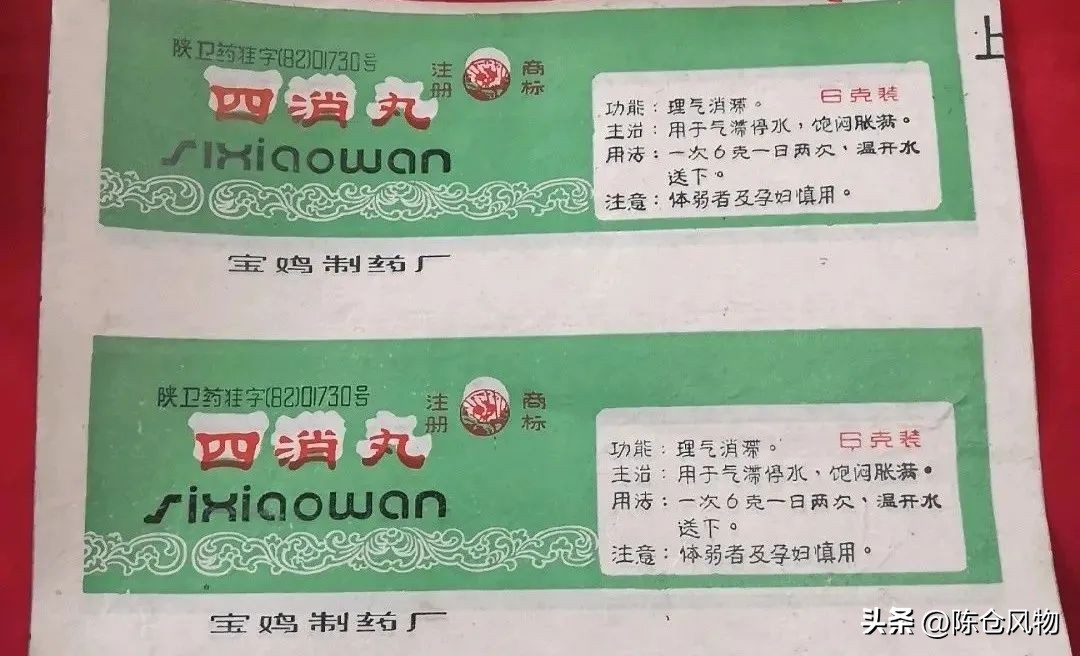 上
陕卫药准字(82)01730号
注册 商标
四消丸
sixiaowan
6克装
功能：理气消滞。
主治：用于气滞停水，饱闷胀满。
用法：一次6克一日两次，温开水
送下。
注意：体弱者及孕妇慎用。
宝鸡制药厂
陕卫药准字(82)01730号
注册 商标
四消丸
sixiaowan
6克装
功能：理气消滞。
主治：用于气滞停水，饱闷胀满。
用法：一次6克一日两次，温开水
送下。
注意：体弱者及孕妇慎用。
宝鸡制药厂
头条 @陈仓风物